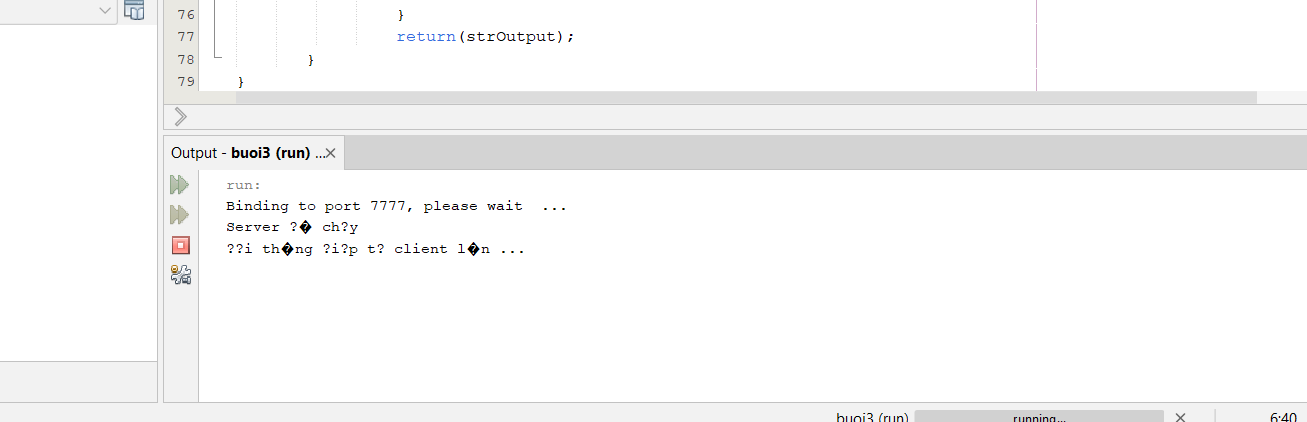 76 }
77 return(strOutput);
78 }
79 }
Output - buoi3 (run) ...
run:
Binding to port 7777, please wait  ...
Server ?� ch?y
??i th�ng ?i?p t? client l�n ...
buoi3 (run) running... 6:40